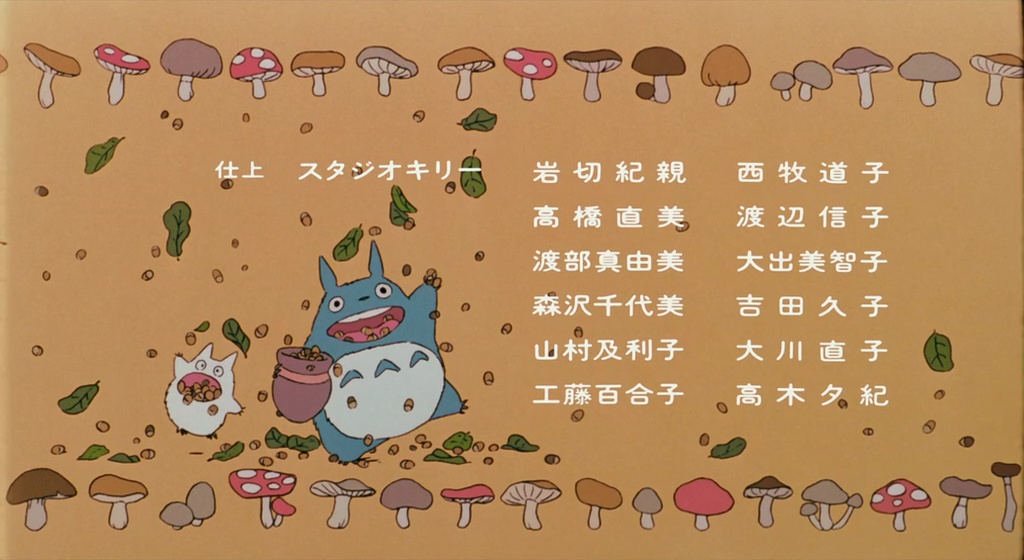 仕上 スタジオキリー 岩切紀親 西牧道子
高橋直美 渡辺信子
渡部真由美 大出美智子
森沢千代美 吉田久子
山村及利子 大川直子
工藤百合子 高木夕紀